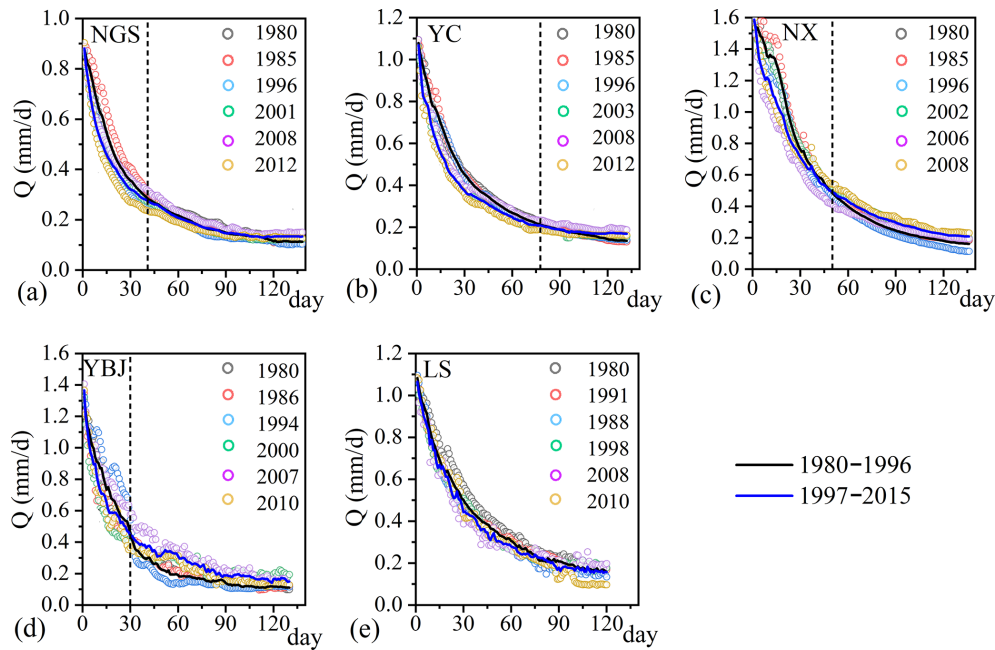 NGS
1980
1985
1996
2001
2008
2012
Q (mm/d)
1.0
0.8
0.6
0.4
0.2
0.0
0 30 60 90 120
day
(a)
YC
1980
1985
1996
2003
2008
2012
Q (mm/d)
1.2
1.0
0.8
0.6
0.4
0.2
0.0
0 30 60 90 120
day
(b)
NX
1980
1985
1996
2002
2006
2008
Q (mm/d)
1.6
1.4
1.2
1.0
0.8
0.6
0.4
0.2
0.0
0 30 60 90 120
day
(c)
YBJ
1980
1986
1994
2000
2007
2010
Q (mm/d)
1.6
1.4
1.2
1.0
0.8
0.6
0.4
0.2
0.0
0 30 60 90 120
day
(d)
LS
1980
1991
1988
1998
2008
2010
Q (mm/d)
1.2
1.0
0.8
0.6
0.4
0.2
0.0
0 30 60 90 120
day
(e)
1980−1996
1997−2015